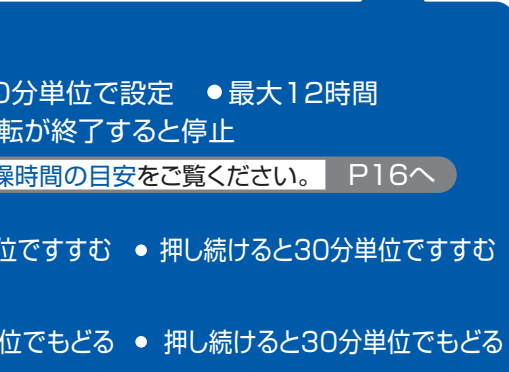 0分単位で設定 ●最大12時間
転が終了すると停止
燥時間の目安をご覧ください。 P16へ
位ですすむ ● 押し続けると30分単位ですすむ
位でもどる ● 押し続けると30分単位でもどる